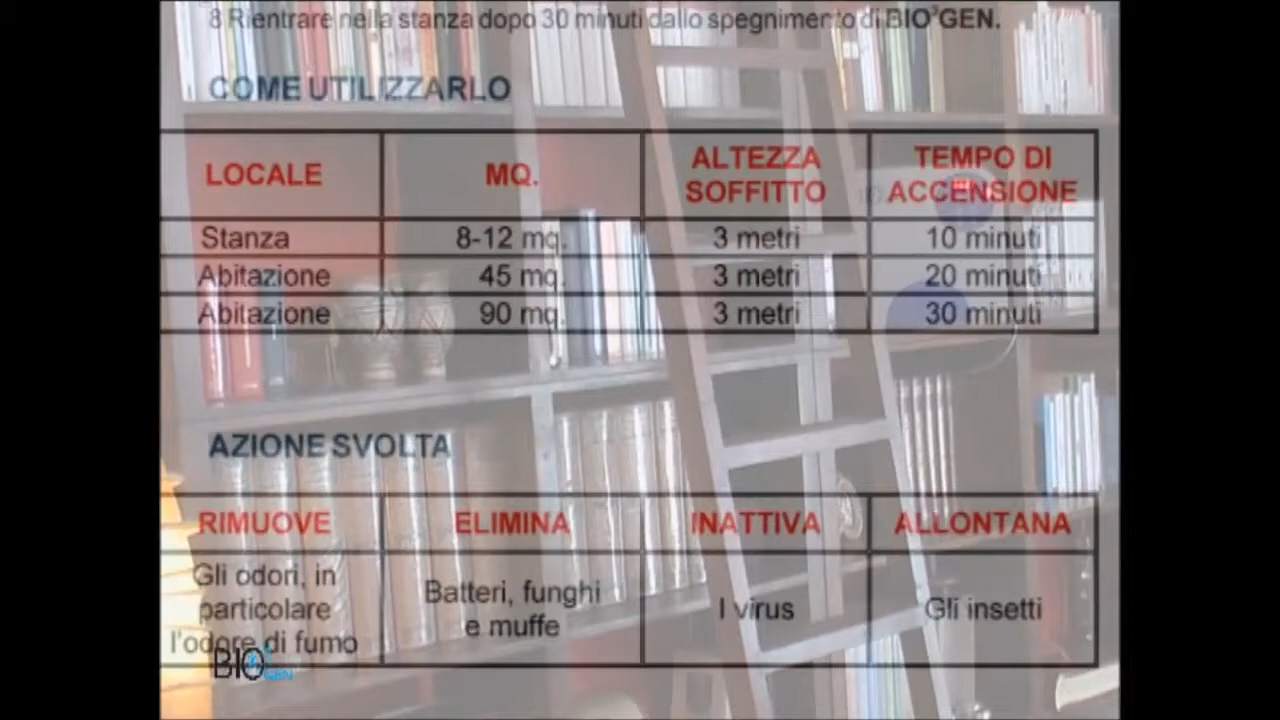 8 Rientrare nella stanza dopo 30 minuti dallo spegnimento di BIO³GEN.
COME UTILIZZARLO
LOCALE MQ. ALTEZZA SOFFITTO TEMPO DI ACCENSIONE
Stanza 8-12 mq. 3 metri 10 minuti
Abitazione 45 mq. 3 metri 20 minuti
Abitazione 90 mq. 3 metri 30 minuti
AZIONE SVOLTA
RIMUOVE ELIMINA INATTIVA ALLONTANA
Gli odori, in
particolare
l'odore di fumo
Batteri, funghi
e muffe
I virus
Gli insetti
BIO³GEN